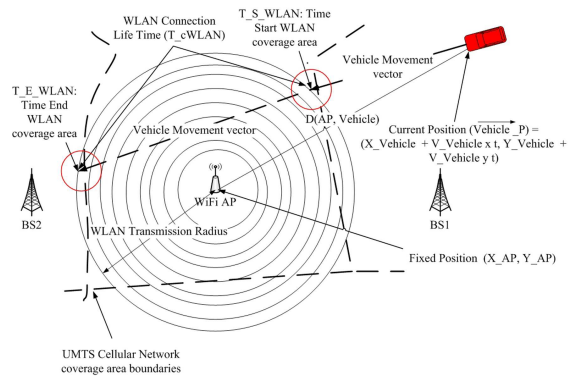 WLAN Connection
Life Time (T_cWLAN)
T_S_WLAN: Time
Start WLAN
coverage area
T_E_WLAN:
Time End
WLAN
coverage area
Vehicle Movement
vector
D(AP, Vehicle)
Vehicle Movement vector
Current Position (Vehicle _P) =
(X_Vehicle + V_Vehicle x t, Y_Vehicle +
V_Vehicle y t)
WiFi AP
BS2
BS1
WLAN Transmission Radius
Fixed Position (X_AP, Y_AP)
UMTS Cellular Network
coverage area boundaries